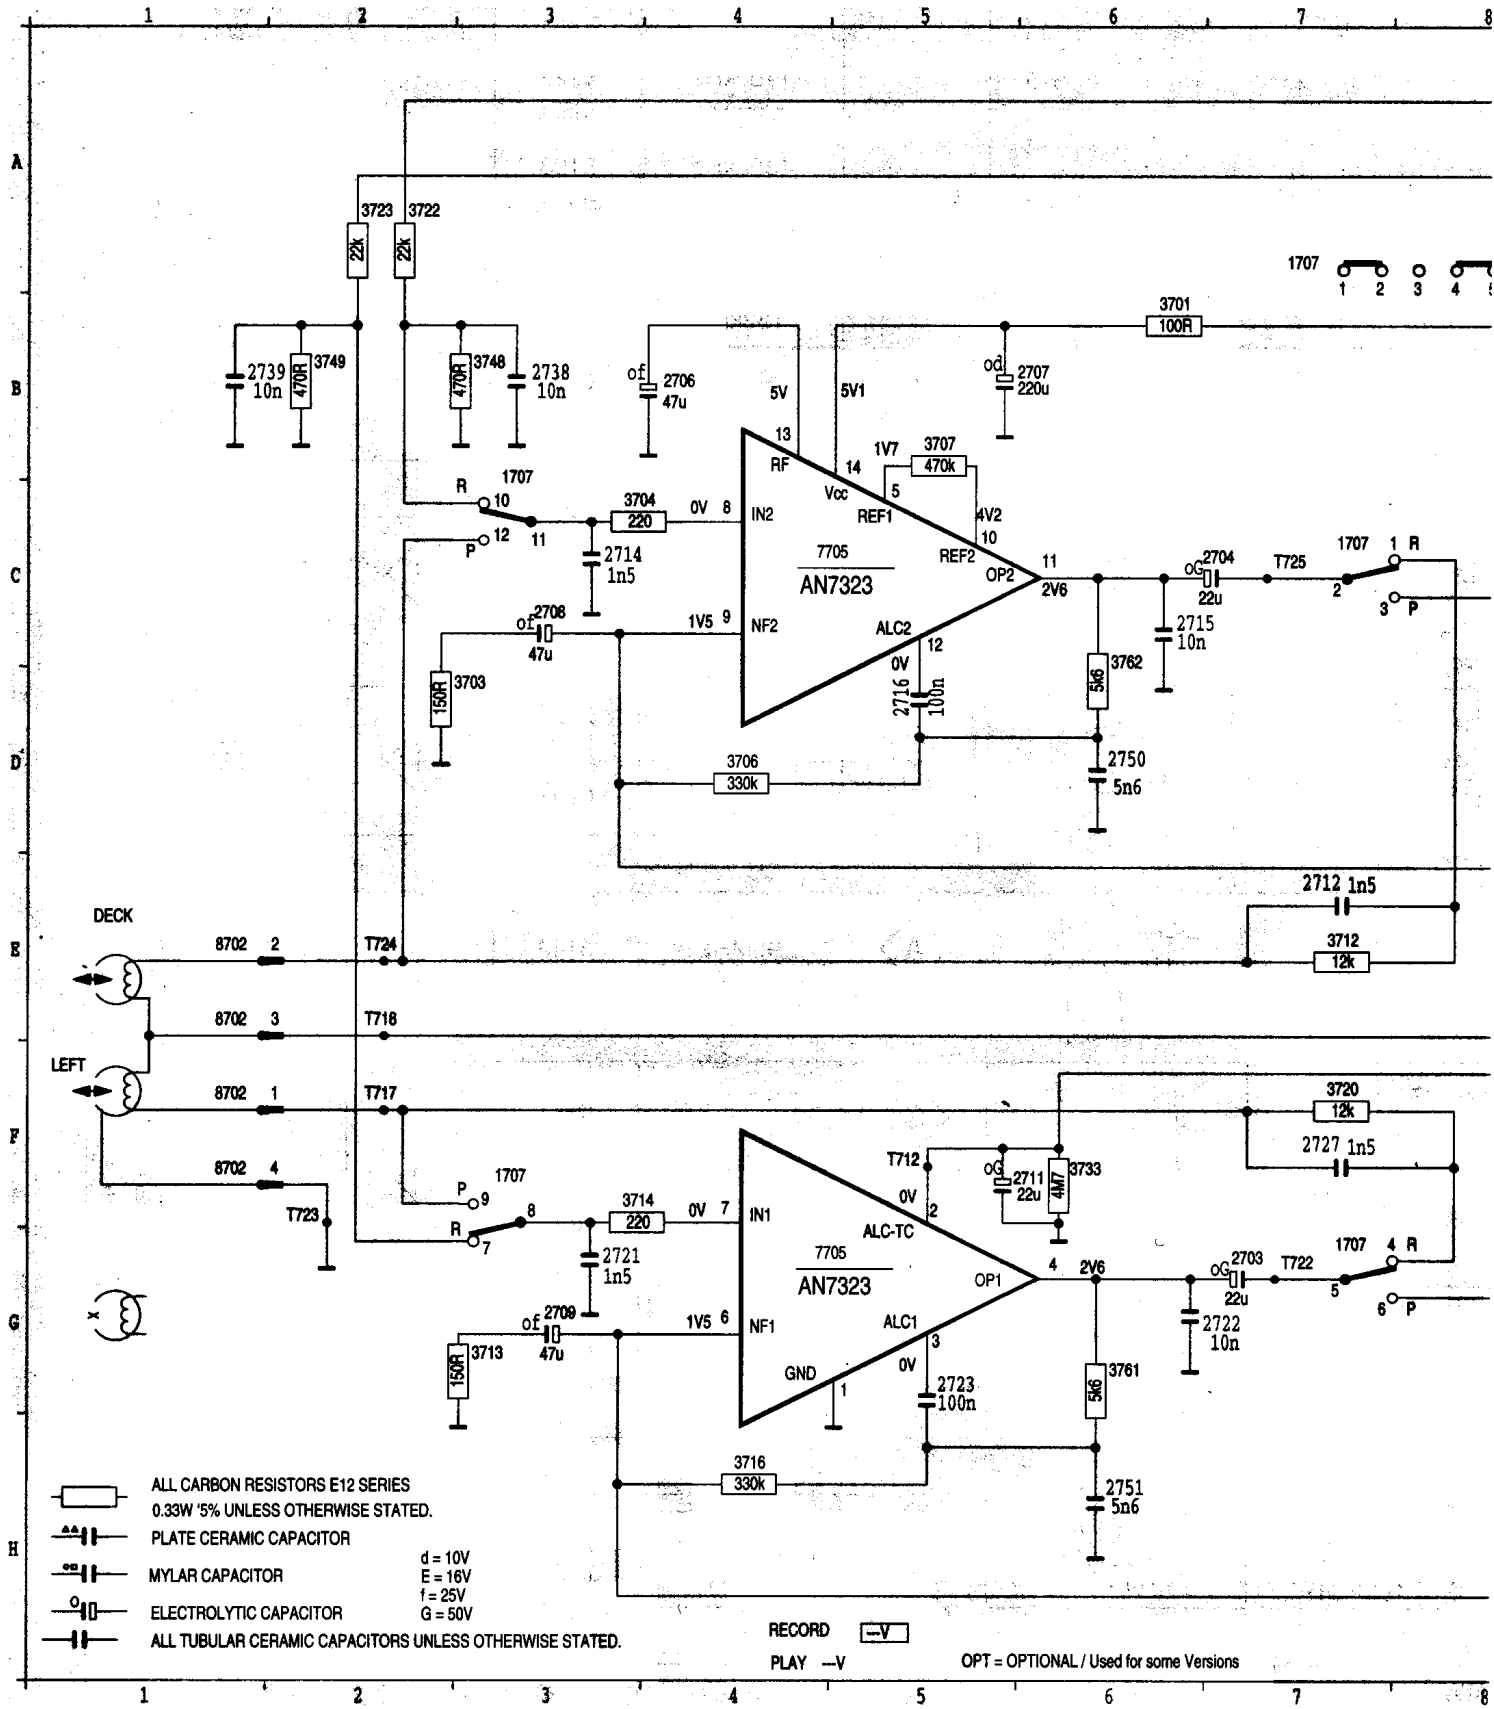 1 2 3 4 5 6 7 8
A
3723 3722
22k 22k
1707
1 2 3 4
3701
100R
B
2739
10n
470R
3749
470R
3748
2738
10n
of
2706
47u
5V
5V1
od
2707
220u
13
RF
14
Vcc
1V7
3707
470k
5
REF1
4V2
10
REF2
R
1707
10
12
P
11
3704
220
0V 8
IN2
2714
1n5
C
7705
AN7323
OP2
11
2V6
oG
2704
22u
T725
1707
1 R
2
3 P
of
2708
47u
1V5 9
NF2
ALC2
12
0V
2715
10n
3762
5k6
150R
3703
2716
100n
D
3706
330k
2750
5n6
2712 1n5
DECK
E
8702 2
T724
3712
12k
8702 3
T718
LEFT
8702 1
T717
3720
12k
F
2727 1n5
8702 4
T723
P
9
1707
8
R
7
3714
220
0V 7
IN1
T712
0V
2
ALC-TC
oG
2711
22u
4M7
3733
2721
1n5
7705
AN7323
OP1
4
2V6
oG
2703
22u
T722
1707
4 R
5
6 P
X
G
of
2709
47u
1V5 6
NF1
ALC1
3
0V
2722
10n
150R
3713
GND
1
2723
100n
5k6
3761
3716
330k
2751
5n6
ALL CARBON RESISTORS E12 SERIES
0.33W '5% UNLESS OTHERWISE STATED.
H
PLATE CERAMIC CAPACITOR
MYLAR CAPACITOR
ELECTROLYTIC CAPACITOR
d = 10V
E = 16V
f = 25V
G = 50V
ALL TUBULAR CERAMIC CAPACITORS UNLESS OTHERWISE STATED.
RECORD ---V
PLAY ---V
OPT = OPTIONAL / Used for some Versions
1 2 3 4 5 6 7 8